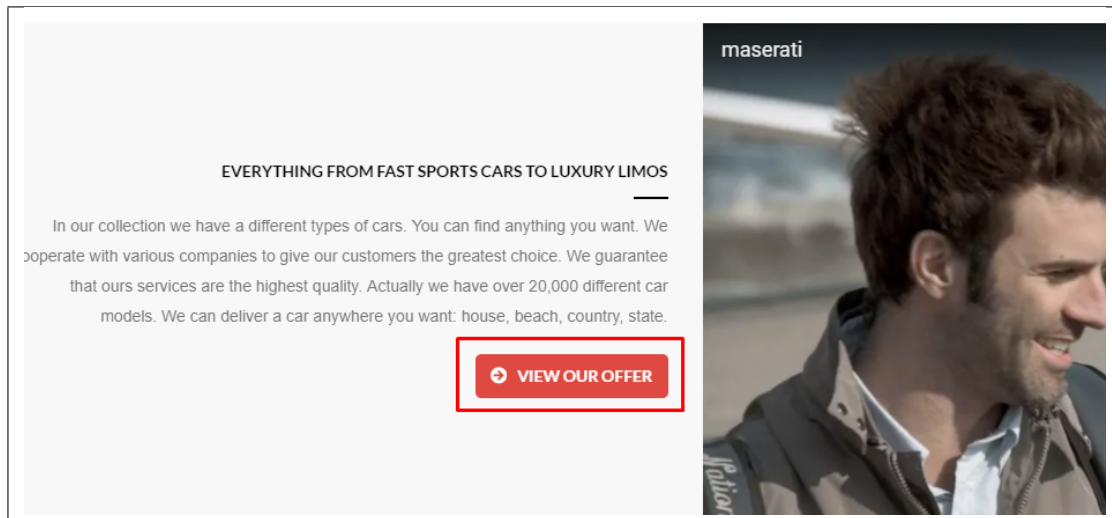 maserati
EVERYTHING FROM FAST SPORTS CARS TO LUXURY LIMOS
In our collection we have a different types of cars. You can find anything you want. We
ooperate with various companies to give our customers the greatest choice. We guarantee
that ours services are the highest quality. Actually we have over 20,000 different car
models. We can deliver a car anywhere you want: house, beach, country, state.
VIEW OUR OFFER
Nation